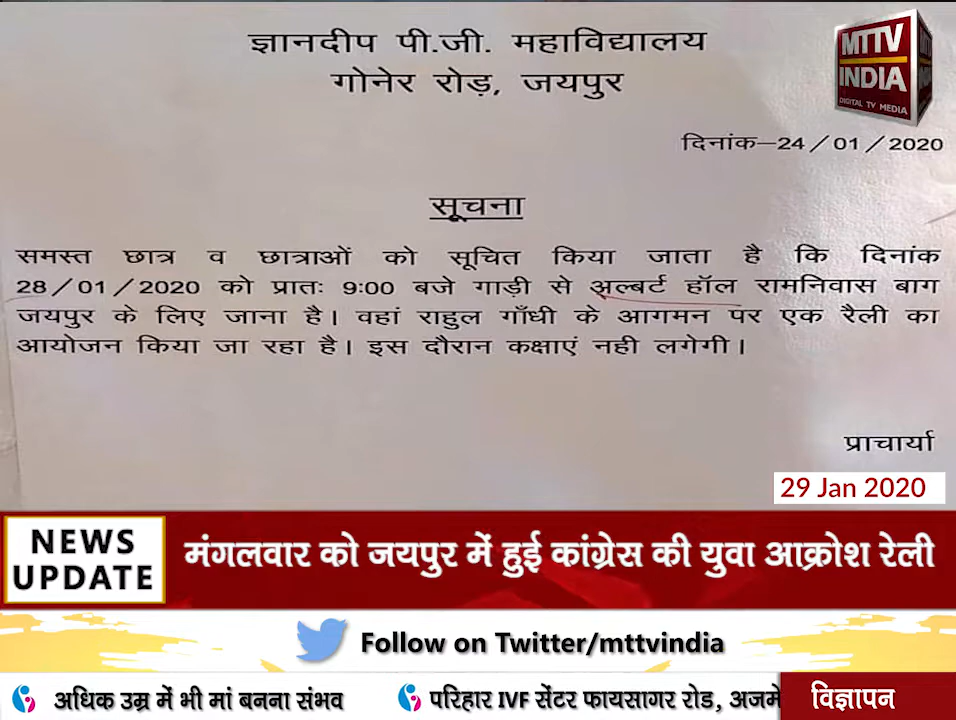 ज्ञानदीप पी.जी. महाविद्यालय
गोनेर रोड़, जयपुर
MTTV
INDIA
DIGITAL TV MEDIA
दिनांक–24/01/2020
सूचना
समस्त छात्र व छात्राओं को सूचित किया जाता है कि दिनांक
28/01/2020 को प्रातः 9:00 बजे गाड़ी से अल्बर्ट हॉल रामनिवास बाग
जयपुर के लिए जाना है। वहां राहुल गाँधी के आगमन पर एक रैली का
आयोजन किया जा रहा है। इस दौरान कक्षाएं नही लगेगी।
प्राचार्या
29 Jan 2020
NEWS
UPDATE
मंगलवार को जयपुर में हुई कांग्रेस की युवा आक्रोश रेली
Follow on Twitter/mttvindia
अधिक उम्र में भी मां बनना संभव
परिहार IVF सेंटर फायसागर रोड, अजमे
विज्ञापन